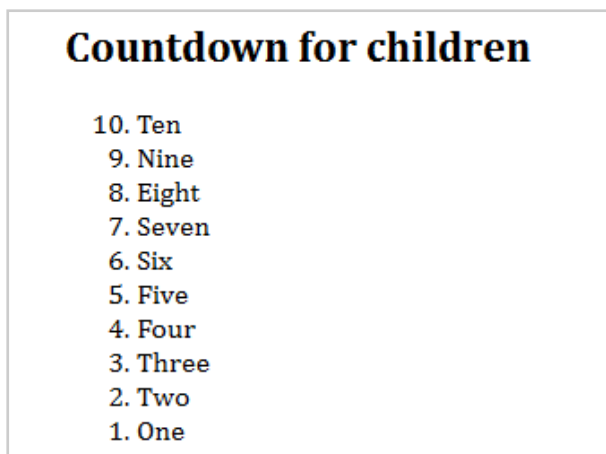 Countdown for children
10. Ten
9. Nine
8. Eight
7. Seven
6. Six
5. Five
4. Four
3. Three
2. Two
1. One